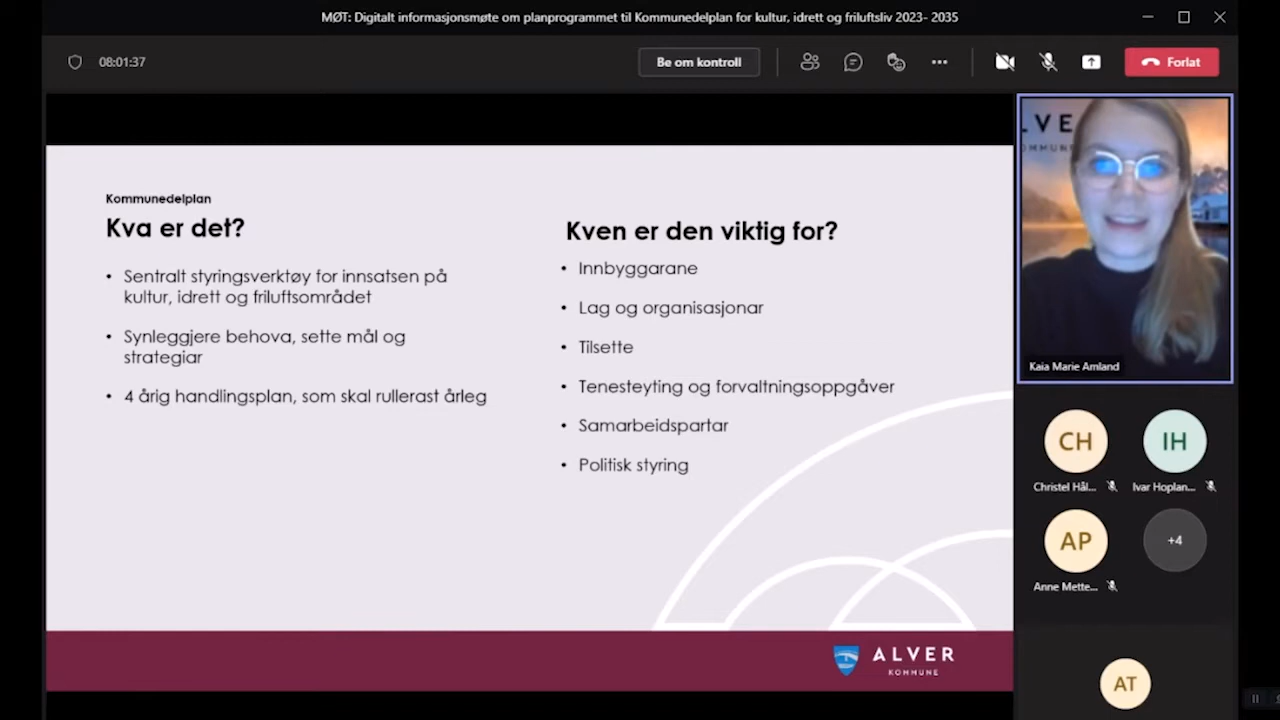 MØT: Digitalt informasjonsmøte om planprogrammet til Kommunedelplan for kultur, idrett og friluftsliv 2023- 2035
08:01:37
Be om kontroll
Forlat
Kommunedelplan
Kva er det?
• Sentralt styringsverktøy for innsatsen på
kultur, idrett og friluftsområdet
• Synleggjere behova, sette mål og
strategiar
• 4 årig handlingsplan, som skal rullerast årleg
Kven er den viktig for?
• Innbyggarane
• Lag og organisasjonar
• Tilsette
• Tenesteyting og forvaltningsoppgåver
• Samarbeidspartar
• Politisk styring
ALVER
KOMMUNE
LVE
OMMUN
Kaia Marie Amland
CH
IH
Christel Hål...
Ivar Hoplan...
AP
+4
Anne Mette...
AT